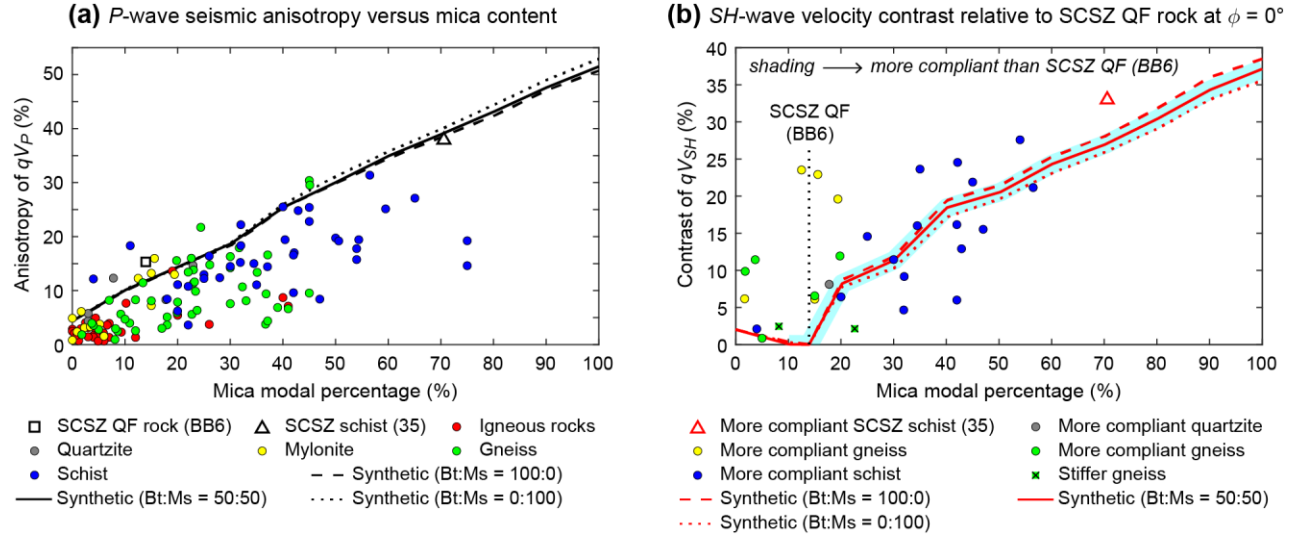 (a) P-wave seismic anisotropy versus mica content
Anisotropy of qVP (%)
50
40
30
20
10
0
0 10 20 30 40 50 60 70 80 90 100
Mica modal percentage (%)
SCSZ QF rock (BB6)
SCSZ schist (35)
Igneous rocks
Quartzite
Mylonite
Gneiss
Schist
Synthetic (Bt:Ms = 100:0)
Synthetic (Bt:Ms = 50:50)
Synthetic (Bt:Ms = 0:100)
(b) SH-wave velocity contrast relative to SCSZ QF rock at ϕ = 0°
Contrast of qVSH (%)
40
35
30
25
20
15
10
5
0
shading → more compliant than SCSZ QF (BB6)
SCSZ QF
(BB6)
0 10 20 30 40 50 60 70 80 90 100
Mica modal percentage (%)
More compliant SCSZ schist (35)
More compliant quartzite
More compliant gneiss
More compliant gneiss
More compliant schist
Stiffer gneiss
Synthetic (Bt:Ms = 100:0)
Synthetic (Bt:Ms = 50:50)
Synthetic (Bt:Ms = 0:100)